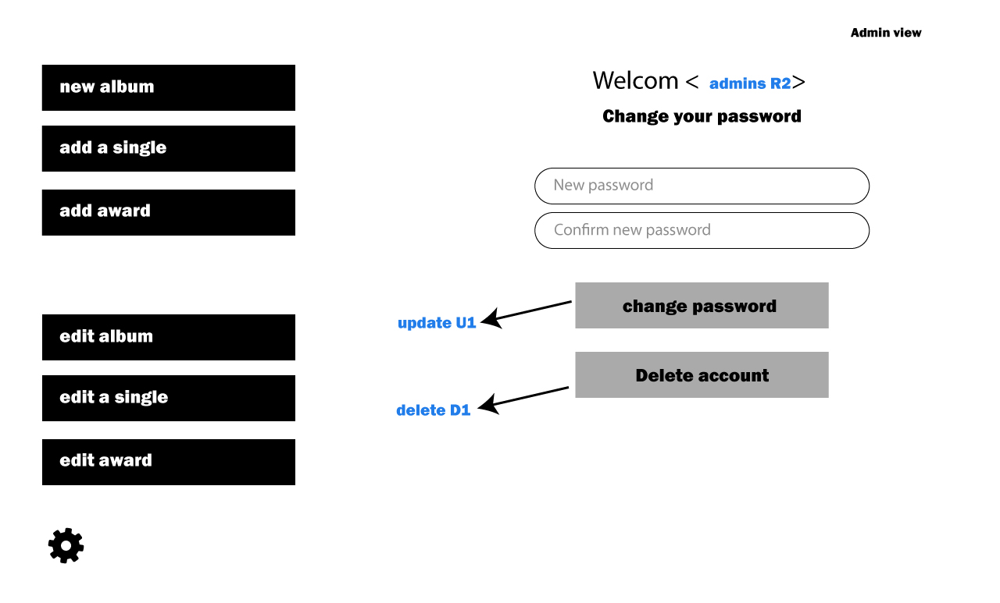 Admin view
new album
add a single
add award
edit album
edit a single
edit award
Welcom < admins R2>
Change your password
New password
Confirm new password
change password
update U1
Delete account
delete D1